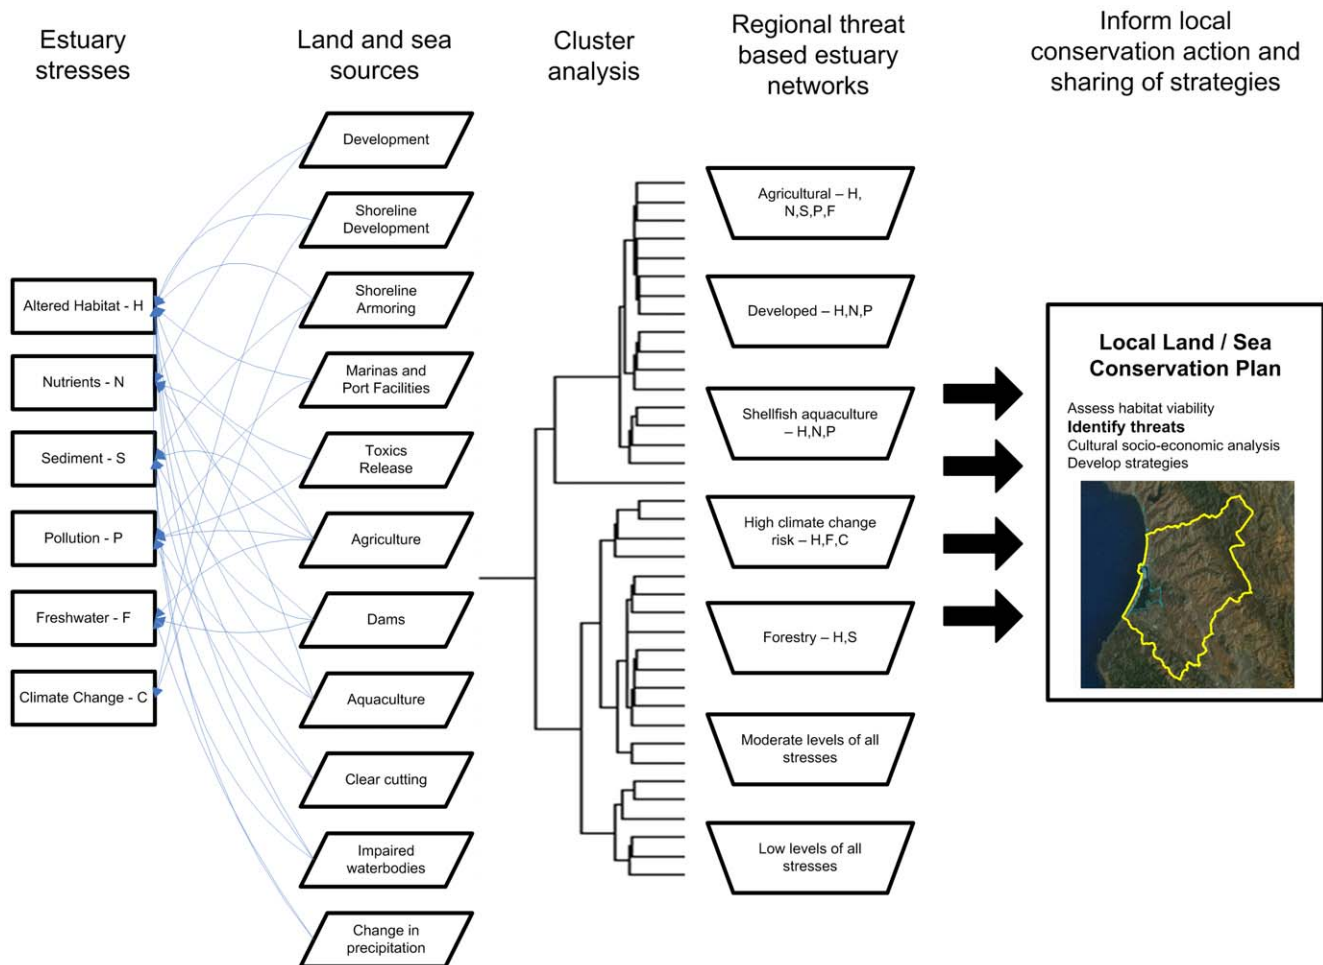 Estuary
stresses
Land and sea
sources
Cluster
analysis
Regional threat
based estuary
networks
Inform local
conservation action and
sharing of strategies
Altered Habitat - H
Nutrients - N
Sediment - S
Pollution - P
Freshwater - F
Climate Change - C
Development
Shoreline
Development
Shoreline
Armoring
Marinas and
Port Facilities
Toxics
Release
Agriculture
Dams
Aquaculture
Clear cutting
Impaired
waterbodies
Change in
precipitation
Agricultural – H,
N,S,P,F
Developed – H,N,P
Shellfish aquaculture
– H,N,P
High climate change
risk – H,F,C
Forestry – H,S
Moderate levels of all
stresses
Low levels of all
stresses
Local Land / Sea
Conservation Plan
Assess habitat viability
Identify threats
Cultural socio-economic analysis
Develop strategies